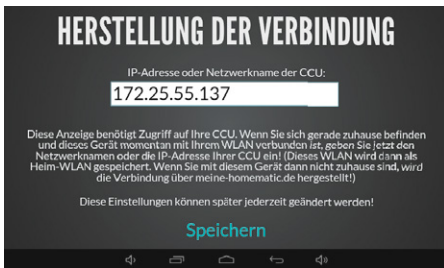 HERSTELLUNG DER VERBINDUNG
IP-Adresse oder Netzwerkname der CCU:
172.25.55.137
Diese Anzeige benötigt Zugriff auf Ihre CCU. Wenn Sie sich gerade zuhause befinden
und dieses Gerät momentan mit Ihrem WLAN verbunden ist, geben Sie jetzt den
Netzwerknamen oder die IP-Adresse Ihrer CCU ein! (Dieses WLAN wird dann als
Heim-WLAN gespeichert. Wenn Sie mit diesem Gerät dann nicht zuhause sind, wird
die Verbindung über meine-homematic.de hergestellt!)
Diese Einstellungen können später jederzeit geändert werden!
Speichern